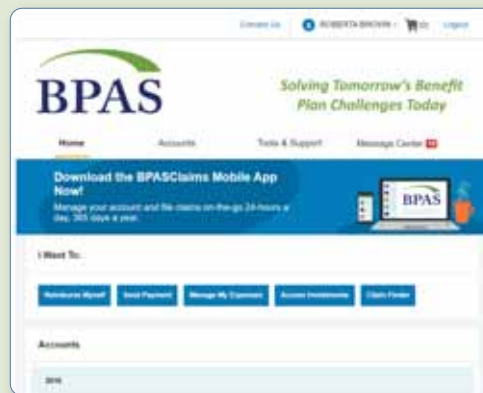 Contact Us ROBERTA BROWN (0) Logout
BPAS
Solving Tomorrow's Benefit
Plan Challenges Today
Home Accounts Tools & Support Message Center
Download the BPASClaims Mobile App
Now!
Manage your account and file claims on-the-go 24-hours a
day, 365 days a year.
BPAS
I Want To:
Reimburse Myself Send Payment Manage My Expenses Access Investments Claim Finder
Accounts